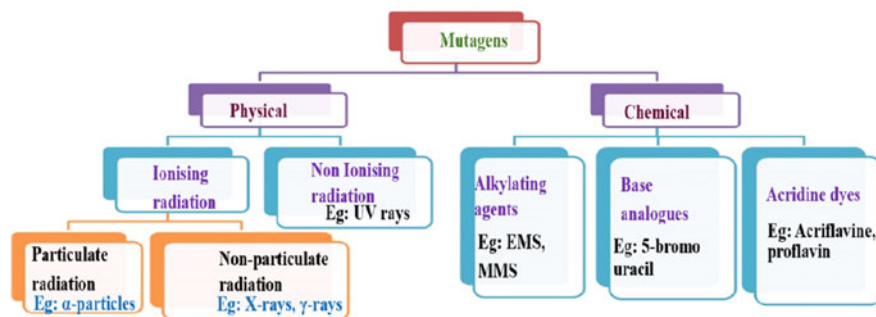 Mutagens
Physical
Chemical
Ionising
radiation
Non Ionising
radiation
Eg: UV rays
Alkylating
agents
Eg: EMS,
MMS
Base
analogues
Eg: 5-bromo
uracil
Acridine dyes
Eg: Acriflavine,
proflavin
Particulate
radiation
Eg: α-particles
Non-particulate
radiation
Eg: X-rays, γ-rays